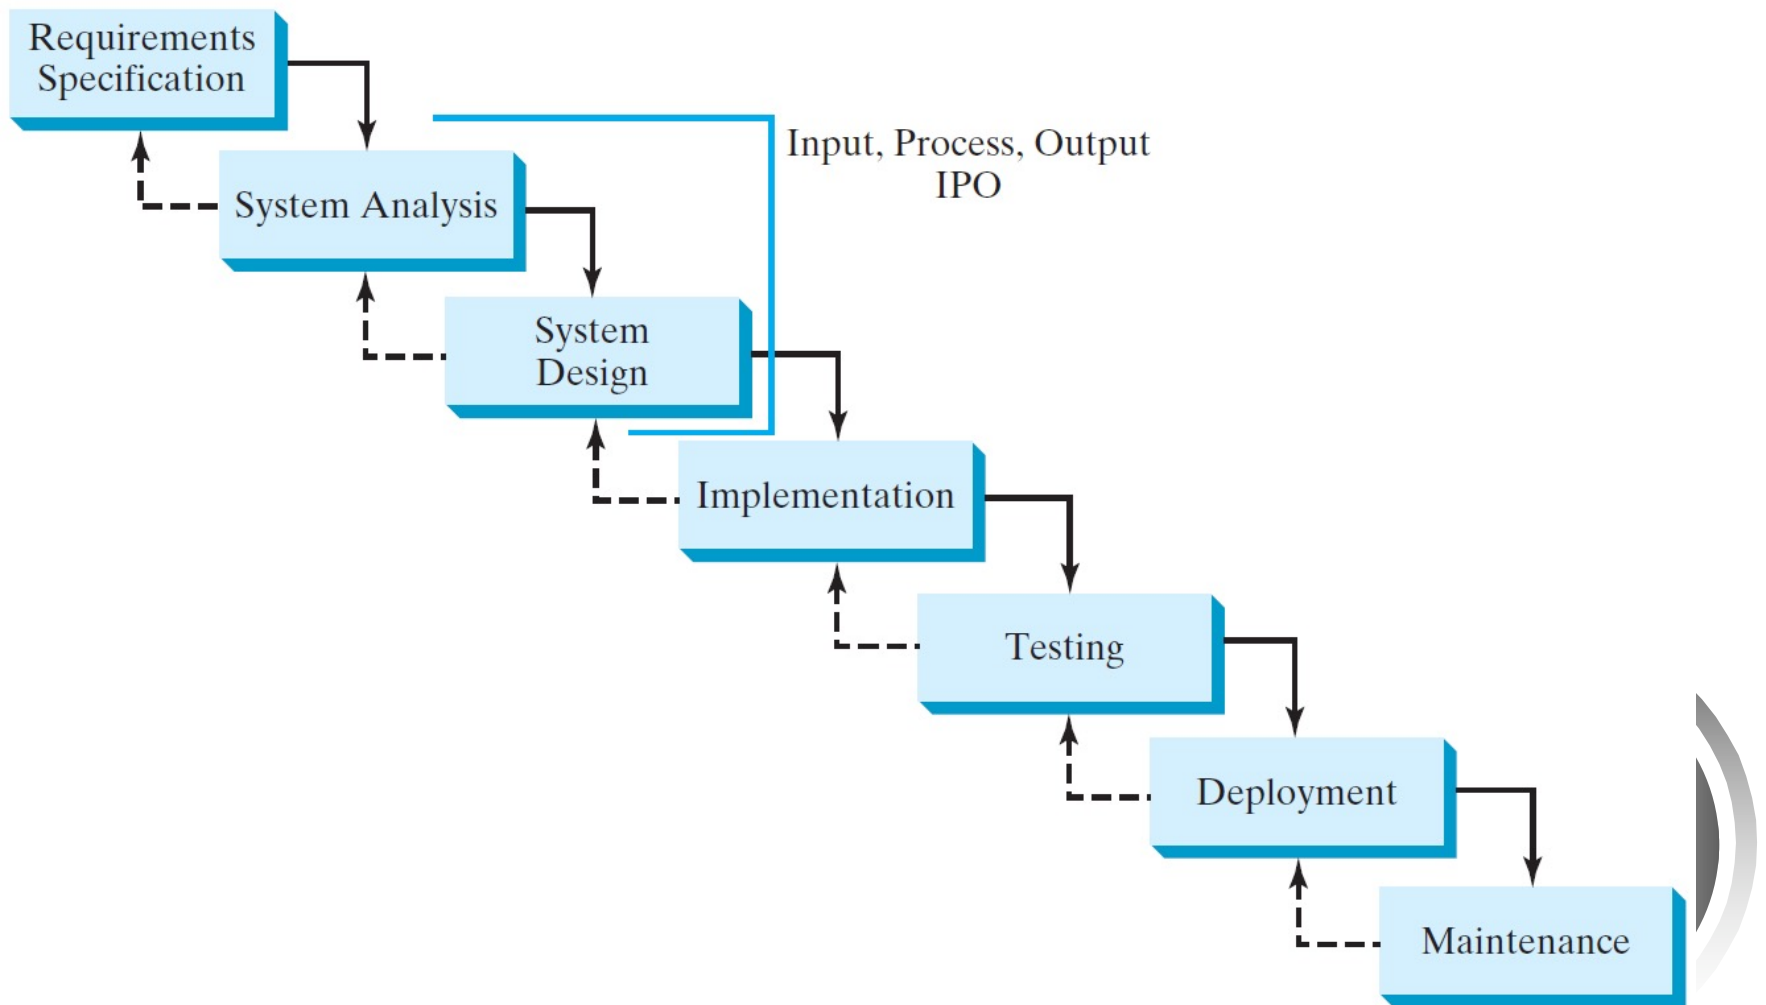 Requirements
Specification
Input, Process, Output
IPO
System Analysis
System
Design
Implementation
Testing
Deployment
Maintenance